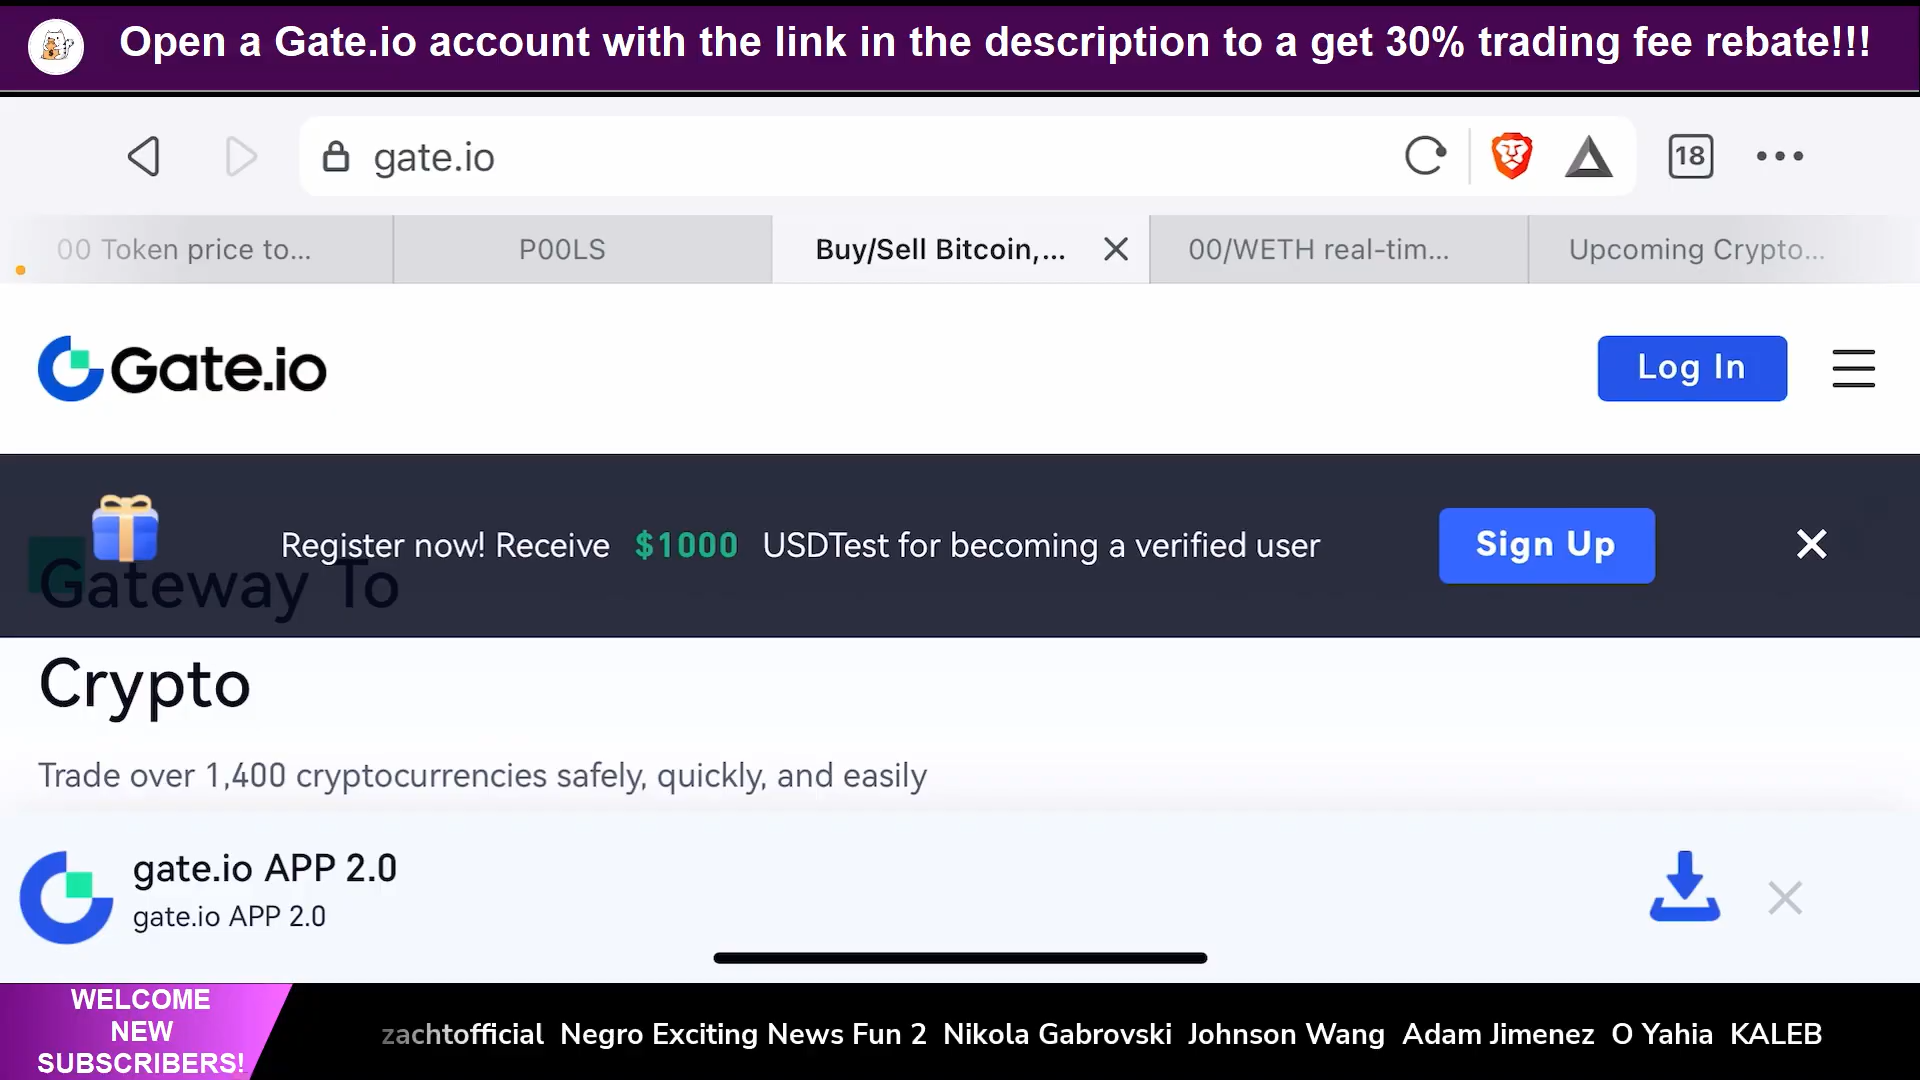 Open a Gate.io account with the link in the description to a get 30% trading fee rebate!!!
gate.io
18
00 Token price to...
P00LS
Buy/Sell Bitcoin,...
00/WETH real-tim...
Upcoming Crypto...
Gate.io
Log In
Register now! Receive $1000 USDTest for becoming a verified user
Sign Up
Gateway To
Crypto
Trade over 1,400 cryptocurrencies safely, quickly, and easily
gate.io APP 2.0
gate.io APP 2.0
WELCOME
NEW
SUBSCRIBERS!
zachtofficial Negro Exciting News Fun 2 Nikola Gabrovski Johnson Wang Adam Jimenez O Yahia KALEB